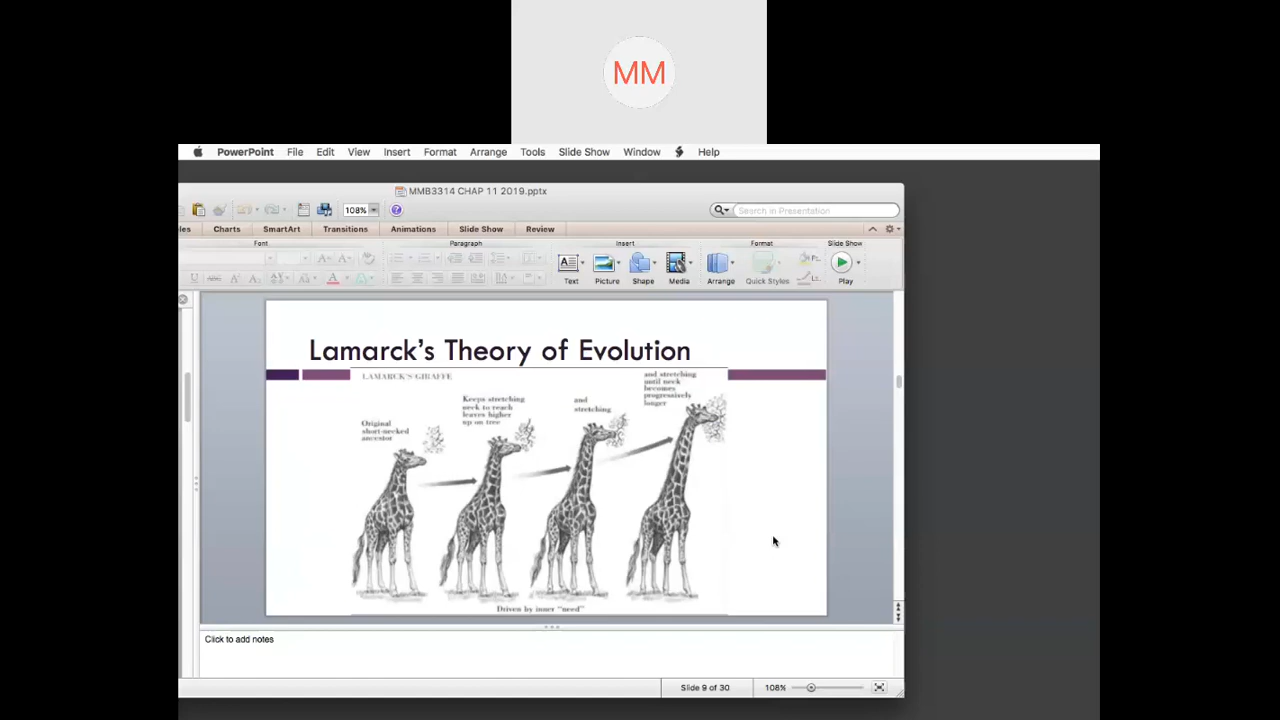 MM
PowerPoint File Edit View Insert Format Arrange Tools Slide Show Window Help
MMB3314 CHAP 11 2019.pptx
108% Search in Presentation
les Charts SmartArt Transitions Animations Slide Show Review
Font Paragraph Insert Format Slide Show
Text Picture Shape Media Arrange Quick Styles Play
Lamarck's Theory of Evolution
LAMARCK'S GIRAFFE
Original
short-necked
ancestor
Keeps stretching
neck to reach
leaves higher
up on tree
and
stretching
and stretching
until neck
becomes
progressively
longer
Driven by inner "need"
Click to add notes
Slide 9 of 30 108%